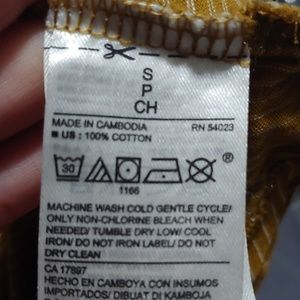 S
P
CH
MADE IN CAMBODIA RN 54023
■ US : 100% COTTON
30
®
1166
MACHINE WASH COLD GENTLE CYCLE/
ONLY NON-CHLORINE BLEACH WHEN
NEEDED/ TUMBLE DRY LOW/ COOL
IRON/ DO NOT IRON LABEL/ DO NOT
DRY CLEAN
CA 17897
HECHO EN CAMBOYA CON INSUMOS
IMPORTADOS/ DIBUAT DI KAMBOJA